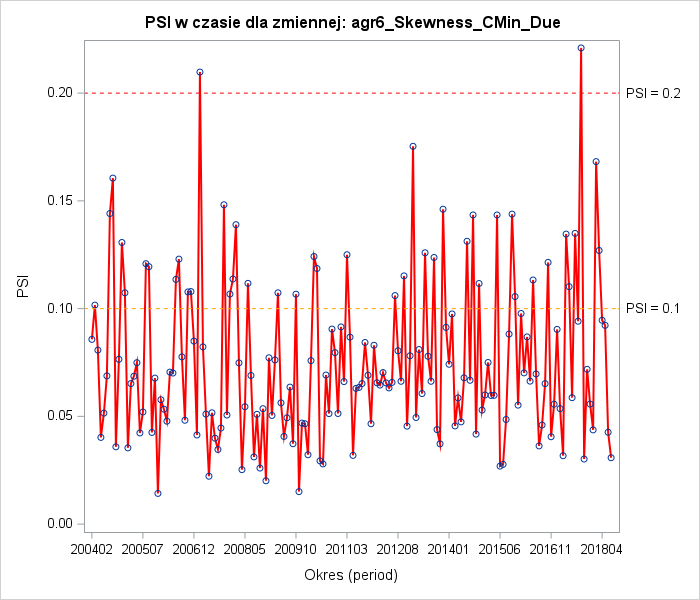 PSI w czasie dla zmiennej: agr6_Skewness_CMin_Due
0.20
PSI = 0.2
0.15
PSI
0.10
PSI = 0.1
0.05
0.00
200402 200507 200612 200805 200910 201103 201208 201401 201506 201611 201804
Okres (period)